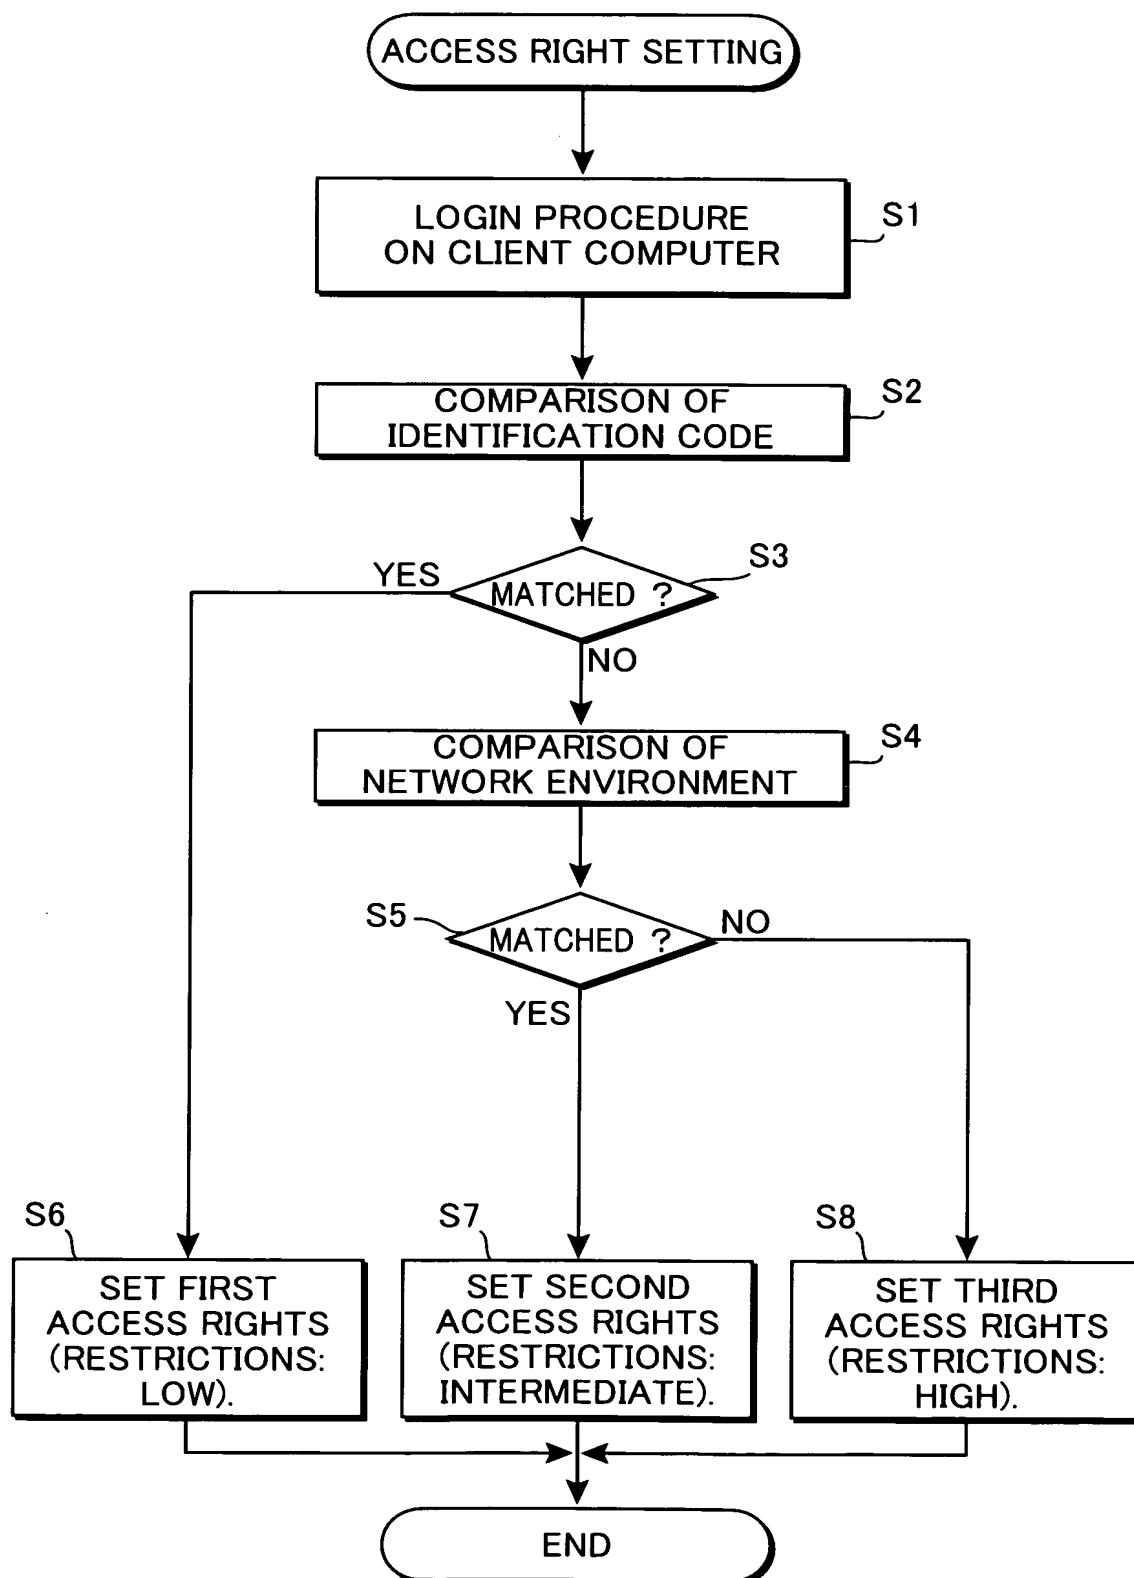 ACCESS RIGHT SETTING
LOGIN PROCEDURE
ON CLIENT COMPUTER
S1
COMPARISON OF
IDENTIFICATION CODE
S2
MATCHED ?
S3
YES
NO
COMPARISON OF
NETWORK ENVIRONMENT
S4
S5
MATCHED ?
NO
YES
S6
SET FIRST
ACCESS RIGHTS
(RESTRICTIONS:
LOW).
S7
SET SECOND
ACCESS RIGHTS
(RESTRICTIONS:
INTERMEDIATE).
S8
SET THIRD
ACCESS RIGHTS
(RESTRICTIONS:
HIGH).
END